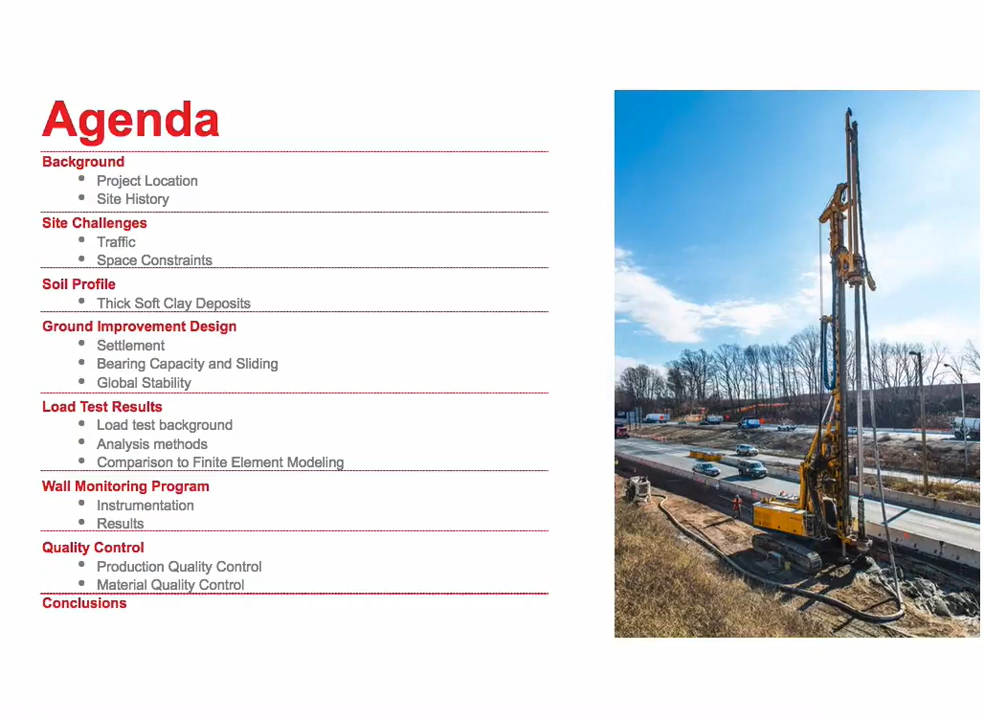 Agenda
Background
• Project Location
• Site History
Site Challenges
• Traffic
• Space Constraints
Soil Profile
• Thick Soft Clay Deposits
Ground Improvement Design
• Settlement
• Bearing Capacity and Sliding
• Global Stability
Load Test Results
• Load test background
• Analysis methods
• Comparison to Finite Element Modeling
Wall Monitoring Program
• Instrumentation
• Results
Quality Control
• Production Quality Control
• Material Quality Control
Conclusions